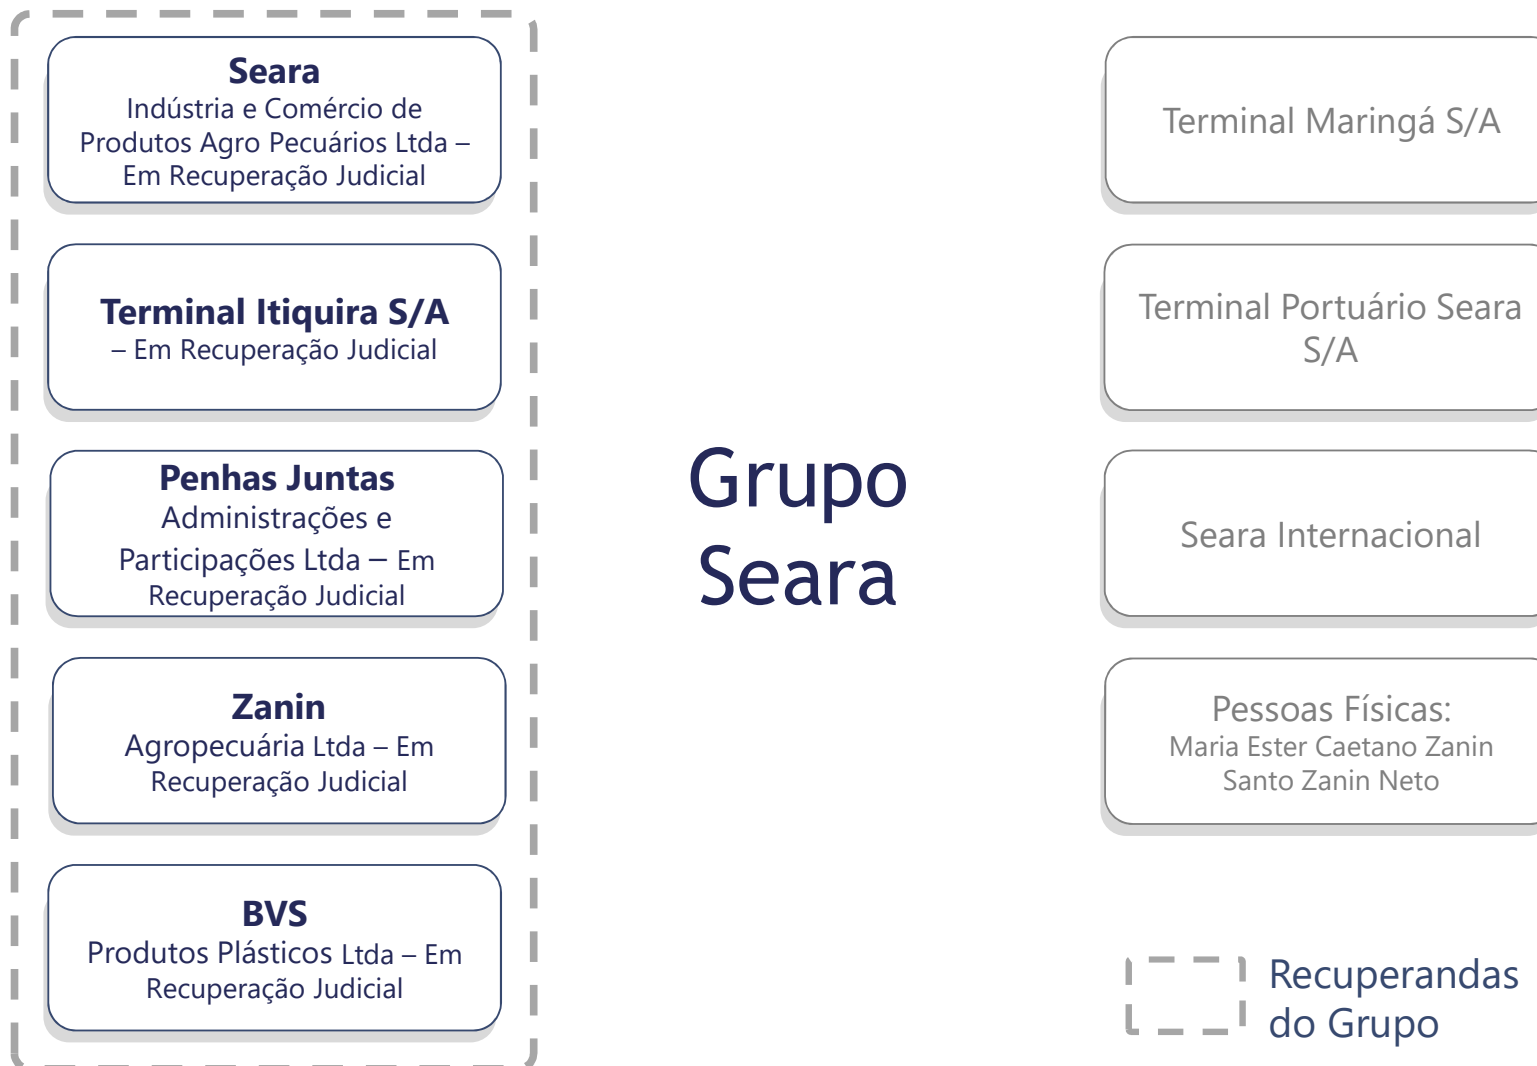 Seara
Indústria e Comércio de
Produtos Agro Pecuários Ltda –
Em Recuperação Judicial
Terminal Itiquira S/A
– Em Recuperação Judicial
Penhas Juntas
Administrações e
Participações Ltda – Em
Recuperação Judicial
Zanin
Agropecuária Ltda – Em
Recuperação Judicial
BVS
Produtos Plásticos Ltda – Em
Recuperação Judicial
Grupo
Seara
Terminal Maringá S/A
Terminal Portuário Seara
S/A
Seara Internacional
Pessoas Físicas:
Maria Ester Caetano Zanin
Santo Zanin Neto
Recuperandas
do Grupo